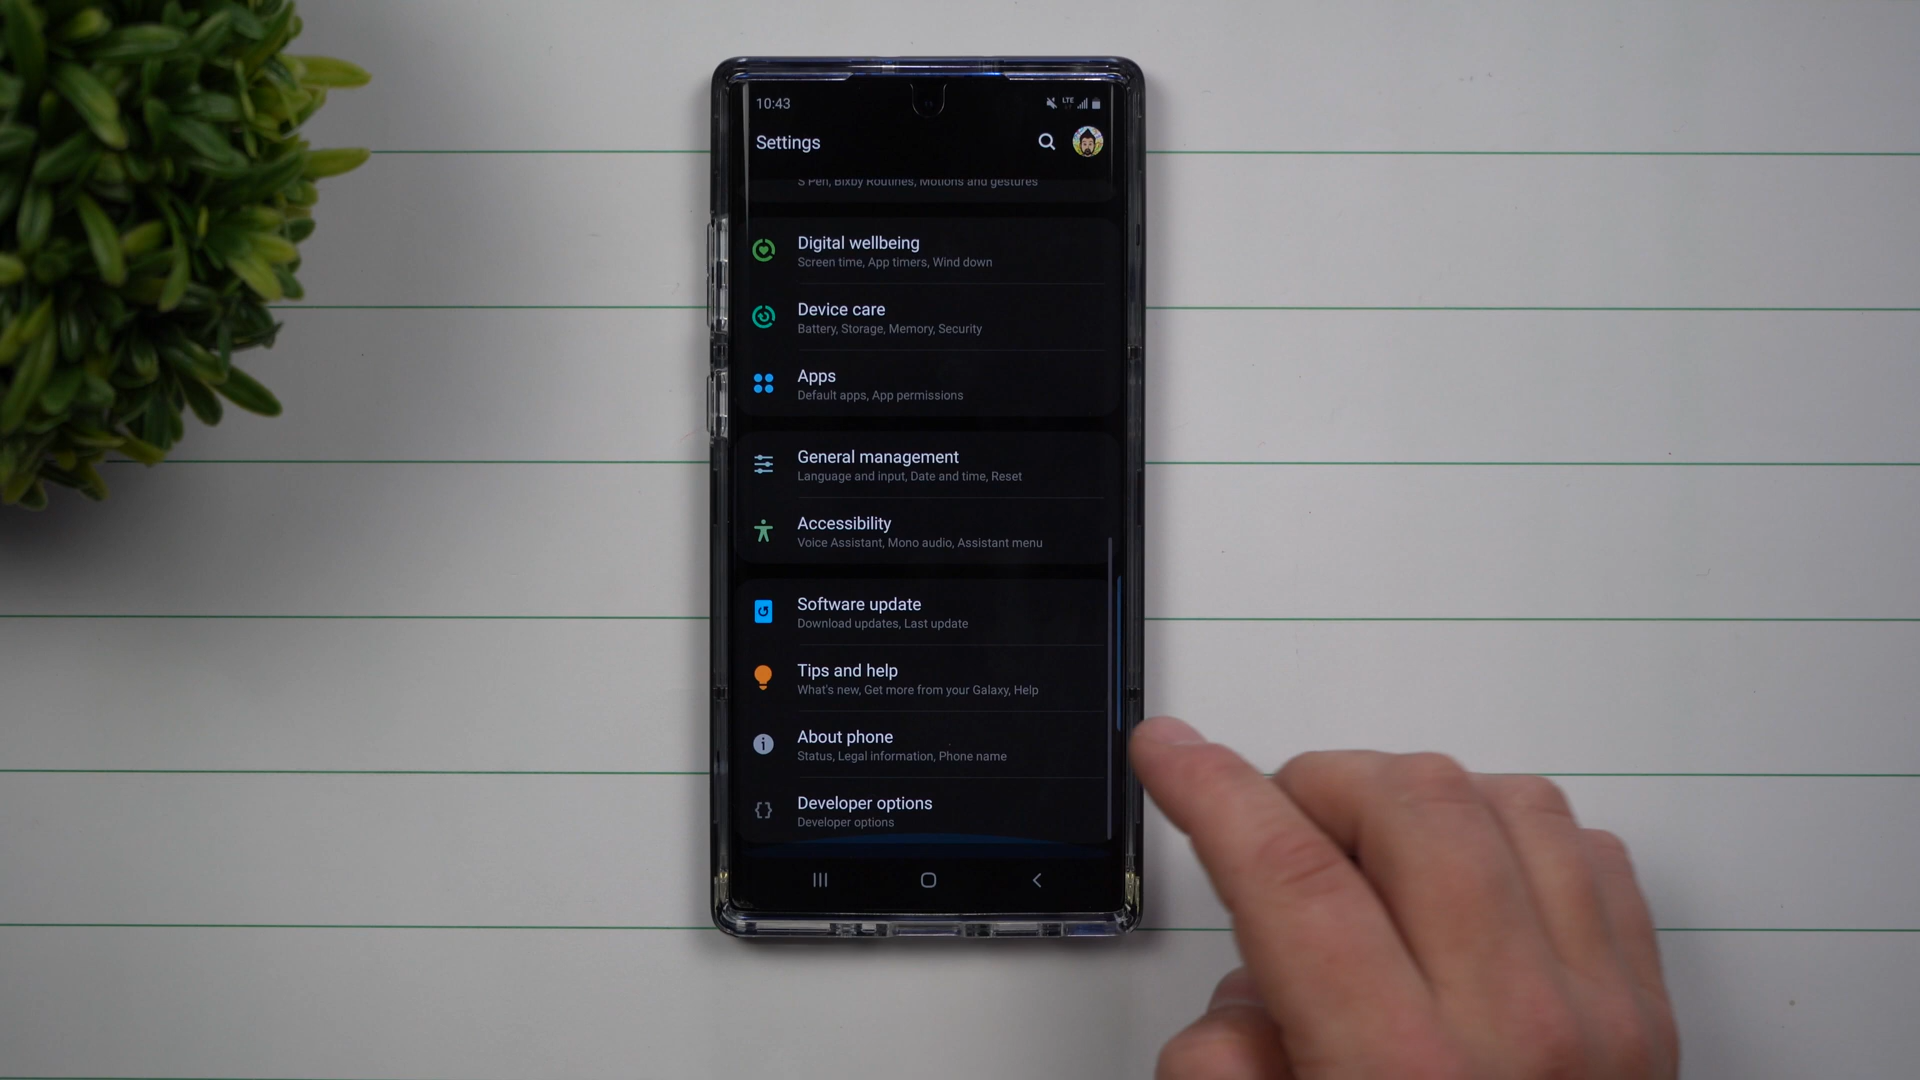 10:43
LTE
Settings
S Pen, Bixby Routines, Motions and gestures
Digital wellbeing
Screen time, App timers, Wind down
Device care
Battery, Storage, Memory, Security
Apps
Default apps, App permissions
General management
Language and input, Date and time, Reset
Accessibility
Voice Assistant, Mono audio, Assistant menu
Software update
Download updates, Last update
Tips and help
What's new, Get more from your Galaxy, Help
About phone
Status, Legal information, Phone name
Developer options
Developer options